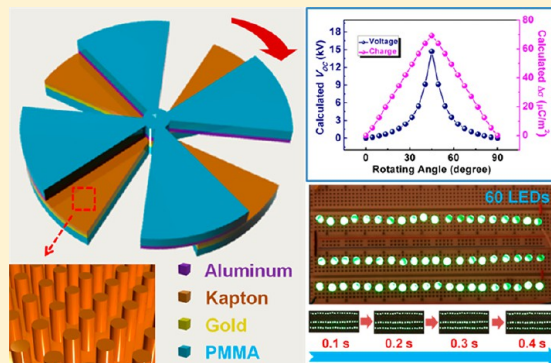 Aluminum
Kapton
Gold
PMMA
Calculated V_OC (kV)
18
15
12
9
6
3
0
Voltage
Charge
80
60
40
20
0
Calculated Δσ (μC/m²)
0 30 60 90
Rotating Angle (degree)
60 LEDs
0.1 s 0.2 s 0.3 s 0.4 s